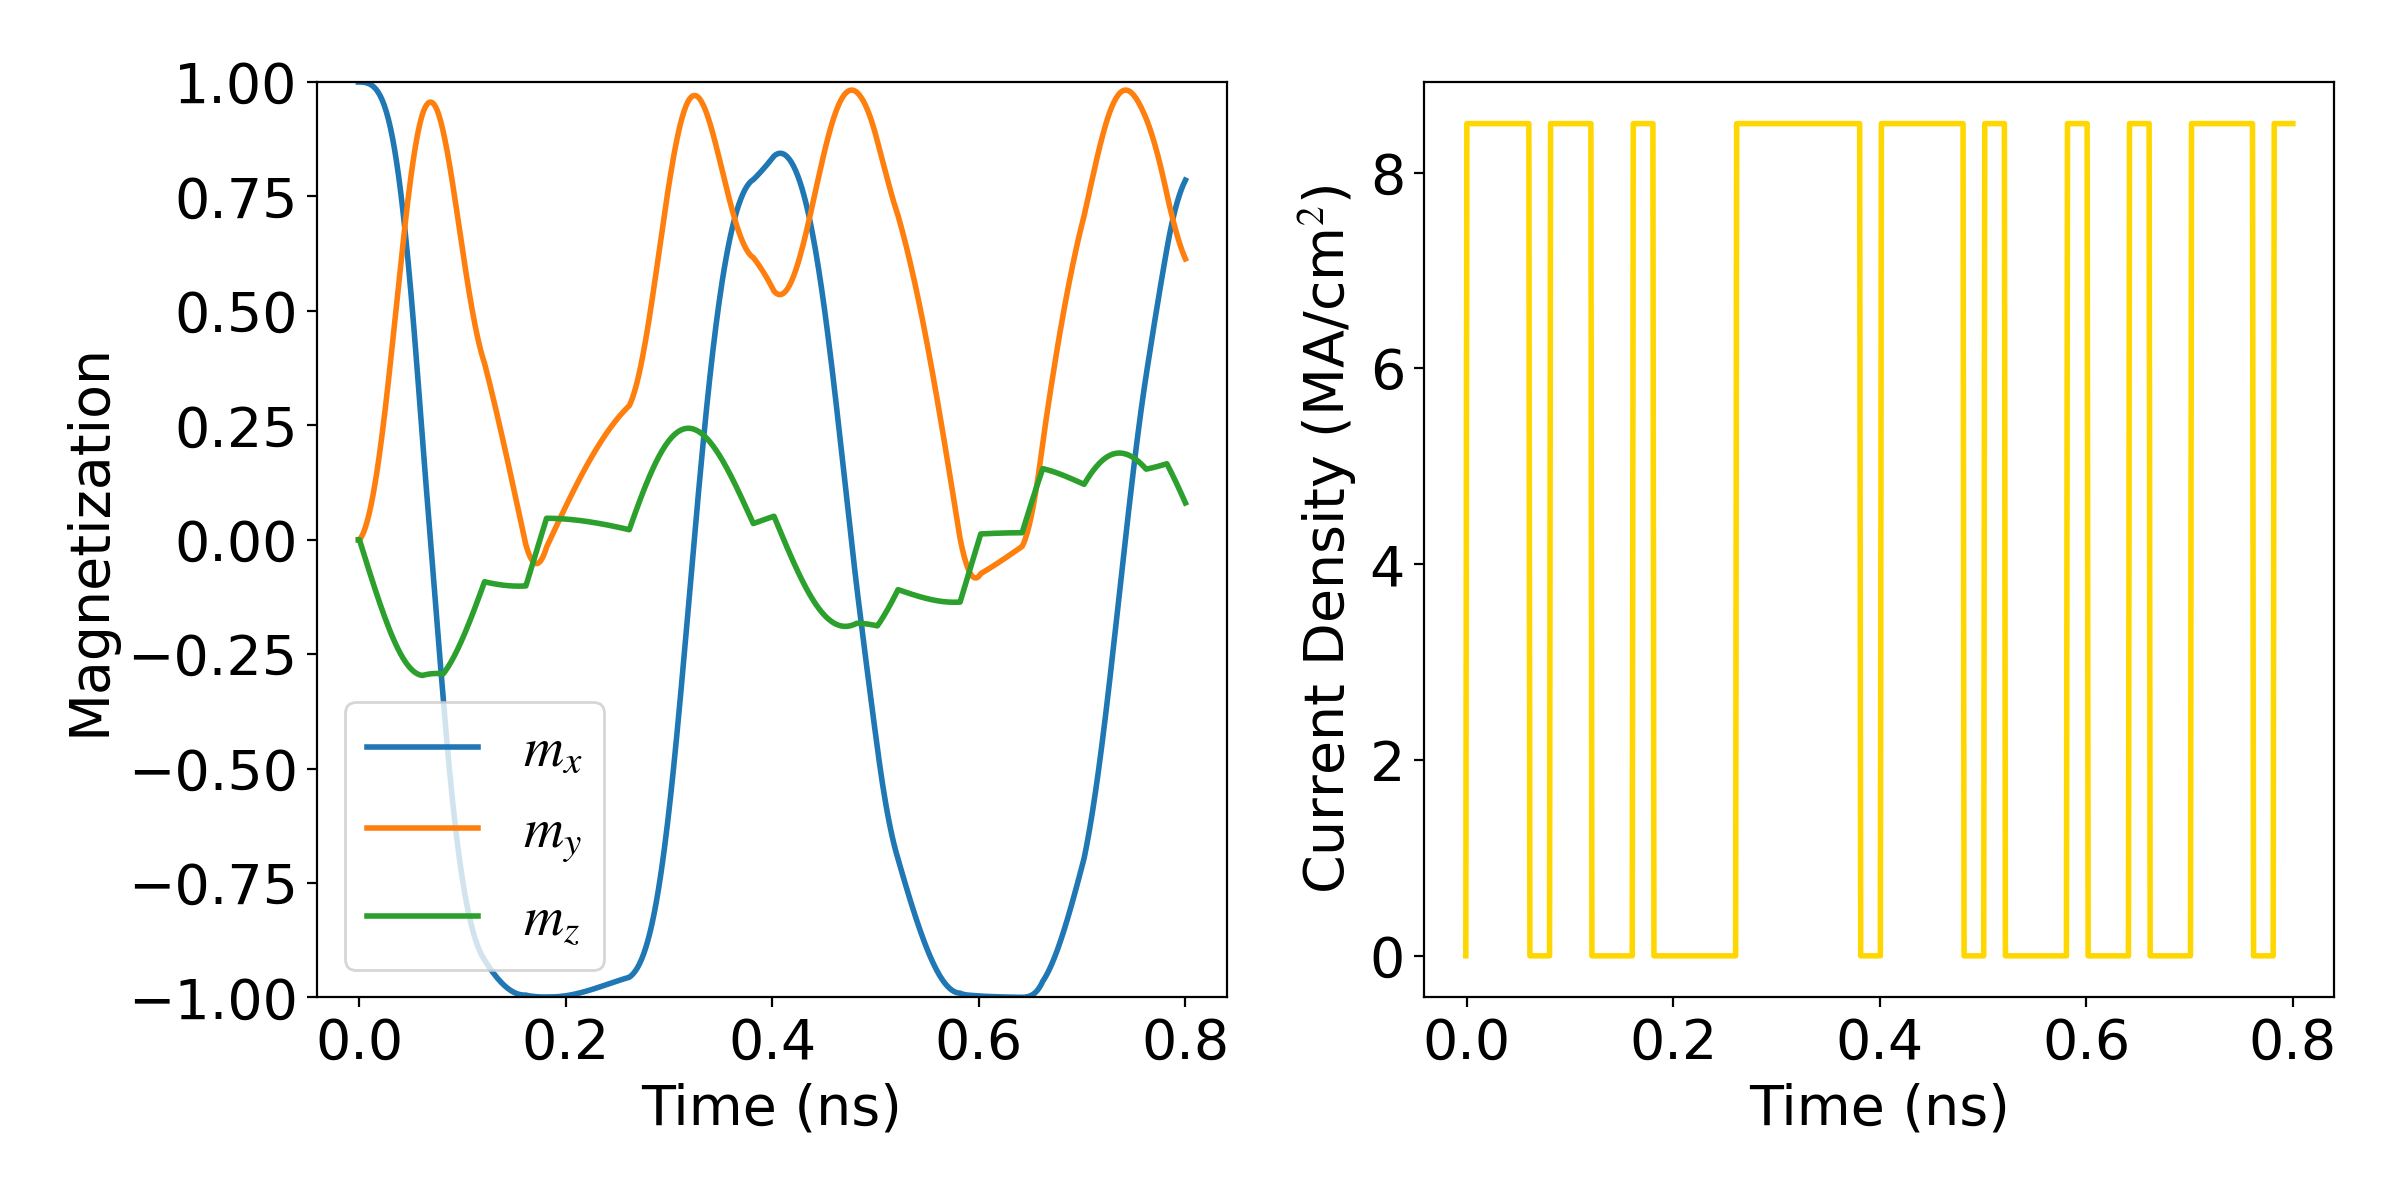 Magnetization
1.00
0.75
0.50
0.25
0.00
−0.25
−0.50
−0.75
−1.00
m_x
m_y
m_z
0.0 0.2 0.4 0.6 0.8
Time (ns)
Current Density (MA/cm²)
8
6
4
2
0
0.0 0.2 0.4 0.6 0.8
Time (ns)